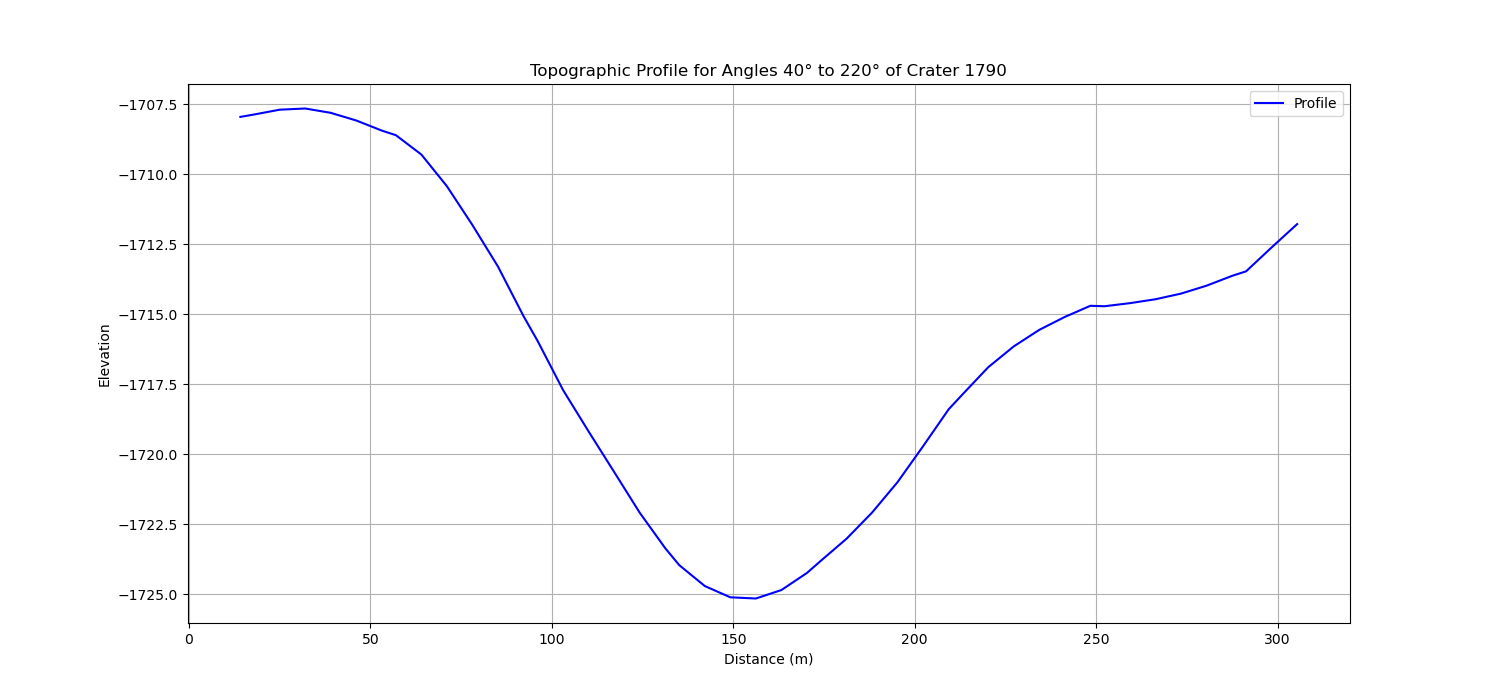 Topographic Profile for Angles 40° to 220° of Crater 1790
Profile
−1707.5
−1710.0
−1712.5
−1715.0
−1717.5
−1720.0
−1722.5
−1725.0
Elevation
0 50 100 150 200 250 300
Distance (m)